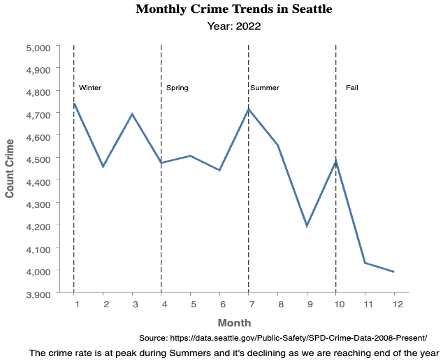 Monthly Crime Trends in Seattle
Year: 2022
5,000
4,900
4,800
4,700
4,600
4,500
4,400
4,300
4,200
4,100
4,000
3,900
Count Crime
Winter
Spring
Summer
Fall
1 2 3 4 5 6 7 8 9 10 11 12
Month
Source: https://data.seattle.gov/Public-Safety/SPD-Crime-Data-2008-Present/
The crime rate is at peak during Summers and it's declining as we are reaching end of the year